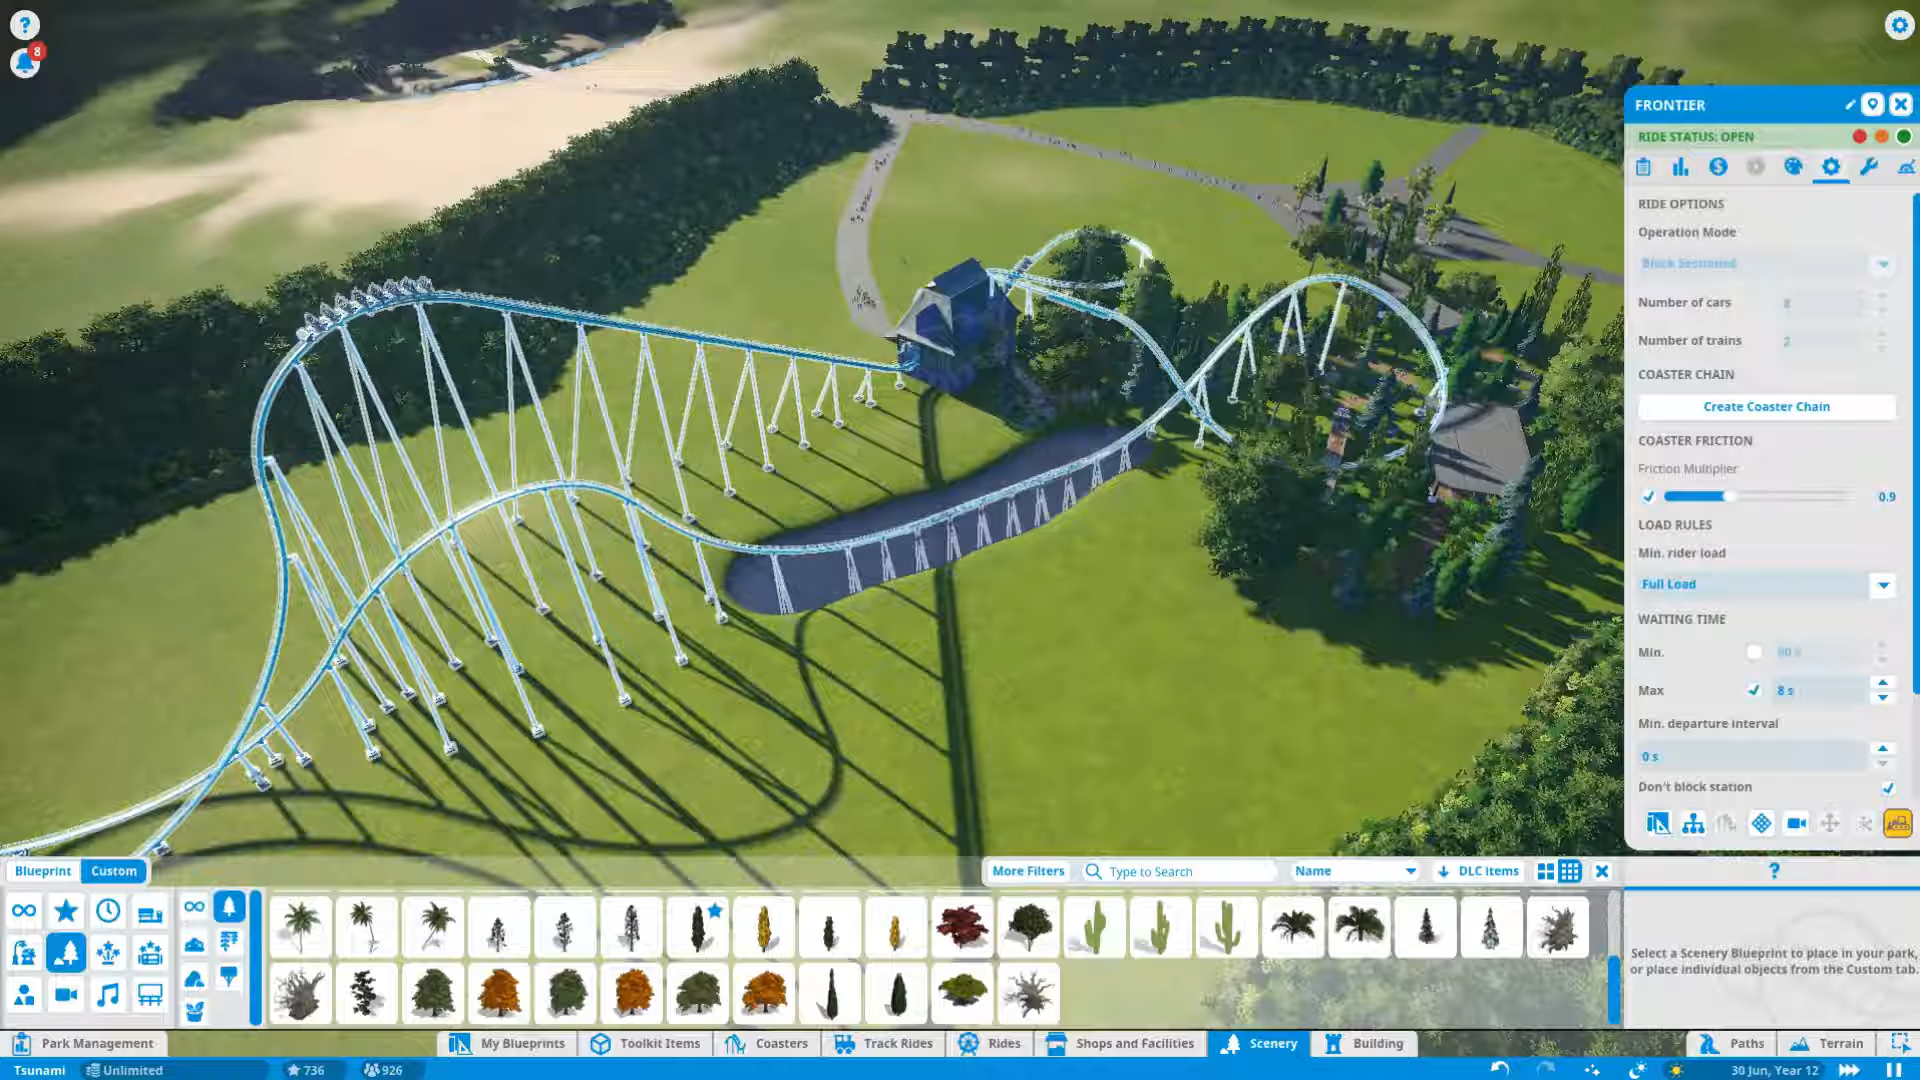 ?
8
FRONTIER
RIDE STATUS: OPEN
RIDE OPTIONS
Operation Mode
Block Sectioned
Number of cars 8
Number of trains 2
COASTER CHAIN
Create Coaster Chain
COASTER FRICTION
Friction Multiplier
0.9
LOAD RULES
Min. rider load
Full Load
WAITING TIME
Min. 60 s
Max 8 s
Min. departure interval
0 s
Don't block station
Blueprint Custom
More Filters Type to Search Name DLC Items
?
Select a Scenery Blueprint to place in your park,
or place individual objects from the Custom tab.
Park Management My Blueprints Toolkit Items Coasters Track Rides Rides Shops and Facilities Scenery Building Paths Terrain
Tsunami Unlimited 736 926 30 Jun, Year 12